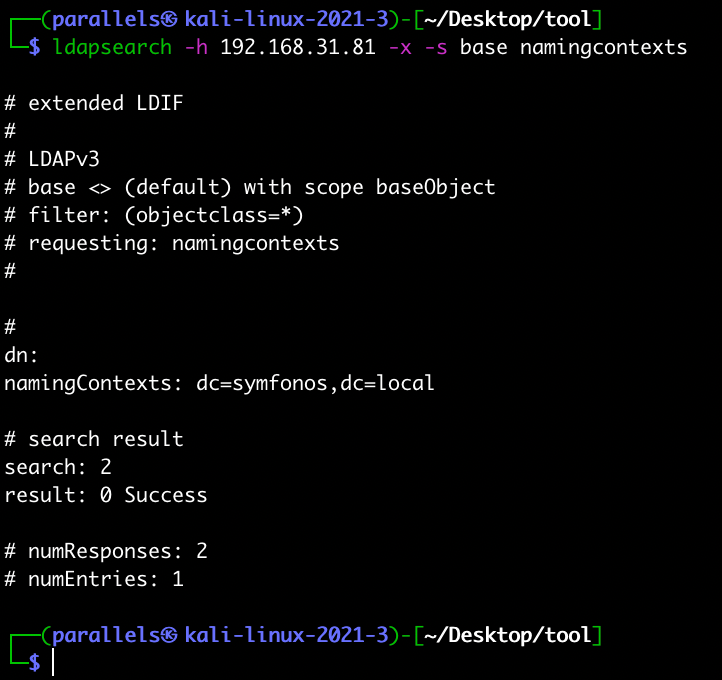 ┌──(parallels㉿kali-linux-2021-3)-[~/Desktop/tool]
└─$ ldapsearch -h 192.168.31.81 -x -s base namingcontexts
# extended LDIF
#
# LDAPv3
# base <> (default) with scope baseObject
# filter: (objectclass=*)
# requesting: namingcontexts
#
#
dn:
namingContexts: dc=symfonos,dc=local
# search result
search: 2
result: 0 Success
# numResponses: 2
# numEntries: 1
┌──(parallels㉿kali-linux-2021-3)-[~/Desktop/tool]
└─$